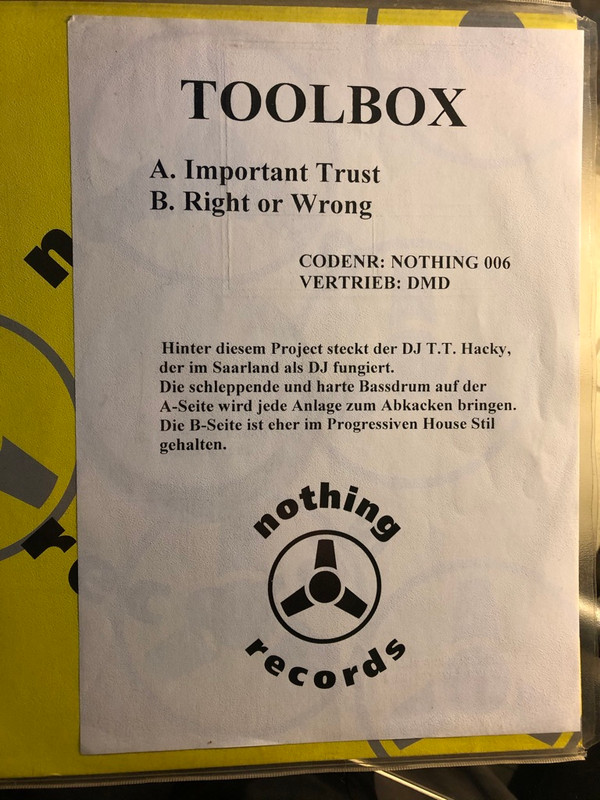 TOOLBOX
A. Important Trust
B. Right or Wrong
CODENR: NOTHING 006
VERTRIEB: DMD
Hinter diesem Project steckt der DJ T.T. Hacky,
der im Saarland als DJ fungiert.
Die schleppende und harte Bassdrum auf der
A-Seite wird jede Anlage zum Abkacken bringen.
Die B-Seite ist eher im Progressiven House Stil
gehalten.
nothing
records